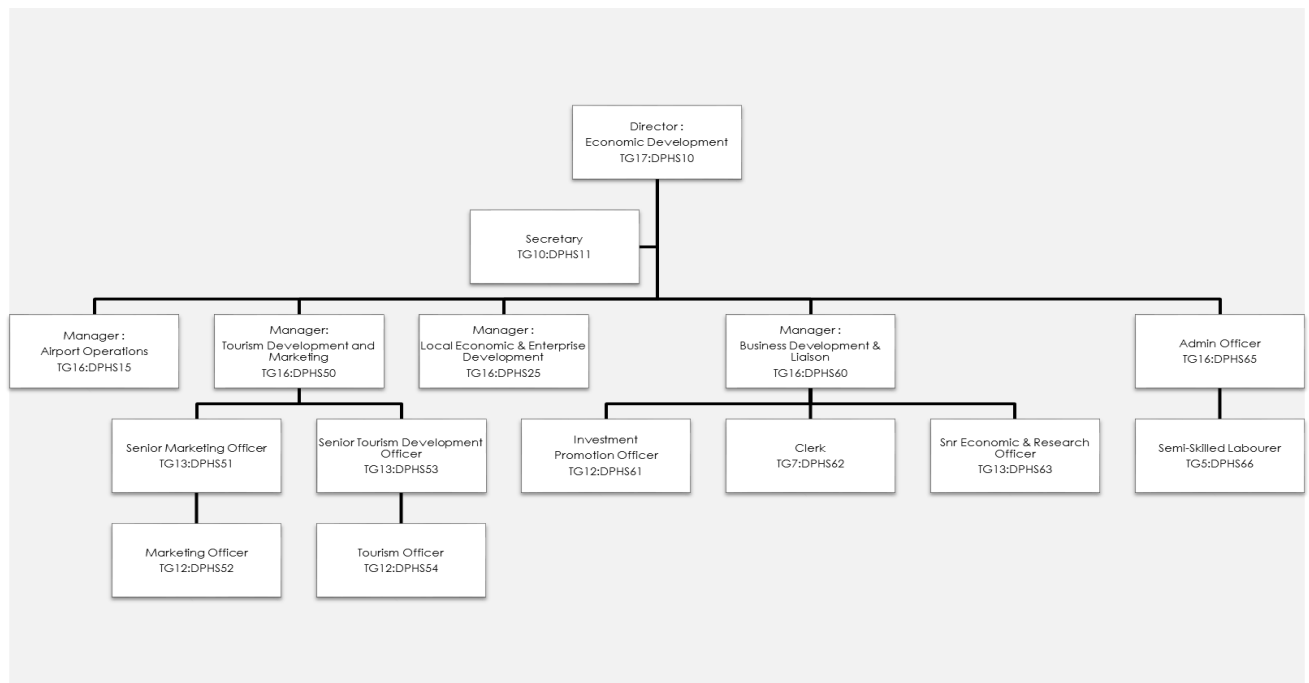 Director :
Economic Development
TG17:DPHS10
Secretary
TG10:DPHS11
Manager :
Airport Operations
TG16:DPHS15
Manager:
Tourism Development and
Marketing
TG16:DPHS50
Manager :
Local Economic & Enterprise
Development
TG16:DPHS25
Manager :
Business Development &
Liaison
TG16:DPHS60
Admin Officer
TG16:DPHS65
Senior Marketing Officer
TG13:DPHS51
Senior Tourism Development
Officer
TG13:DPHS53
Investment
Promotion Officer
TG12:DPHS61
Clerk
TG7:DPHS62
Snr Economic & Research
Officer
TG13:DPHS63
Semi-Skilled Labourer
TG5:DPHS66
Marketing Officer
TG12:DPHS52
Tourism Officer
TG12:DPHS54